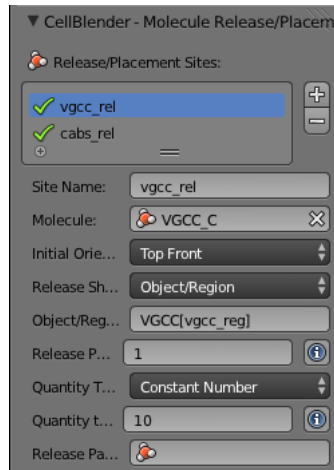 CellBlender - Molecule Release/Placem
Release/Placement Sites:
vgcc_rel
cabs_rel
Site Name: vgcc_rel
Molecule: VGCC_C
Initial Orie... Top Front
Release Sh... Object/Region
Object/Reg... VGCC[vgcc_reg]
Release P... 1
Quantity T... Constant Number
Quantity t... 10
Release Pa...